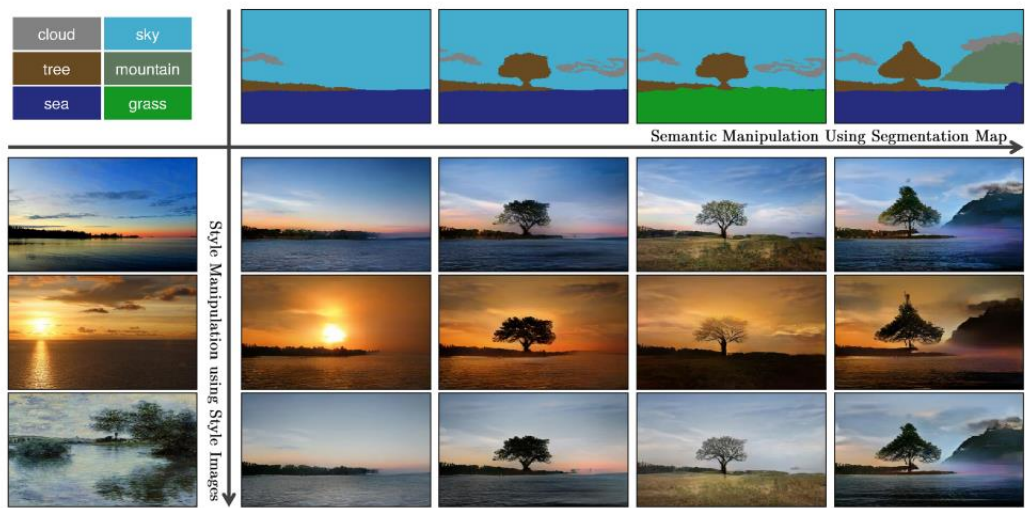 cloud
sky
tree
mountain
sea
grass
Semantic Manipulation Using Segmentation Map
Style Manipulation using Style Images